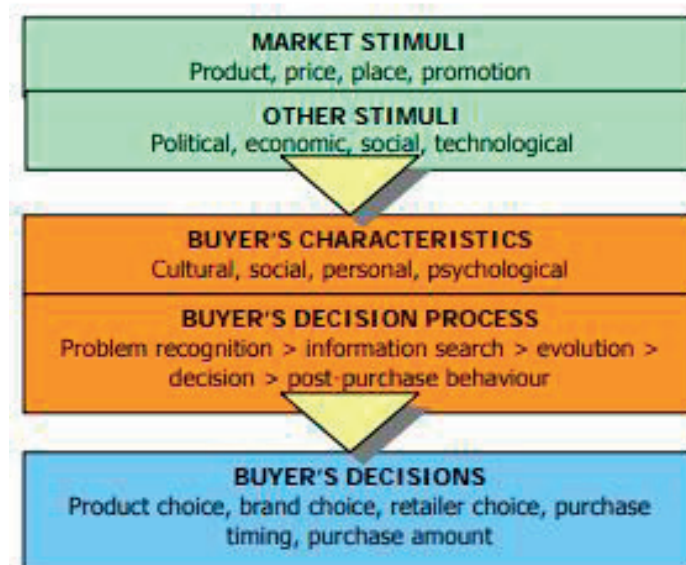 MARKET STIMULI
Product, price, place, promotion
OTHER STIMULI
Political, economic, social, technological
BUYER'S CHARACTERISTICS
Cultural, social, personal, psychological
BUYER'S DECISION PROCESS
Problem recognition > information search > evolution >
decision > post-purchase behaviour
BUYER'S DECISIONS
Product choice, brand choice, retailer choice, purchase
timing, purchase amount